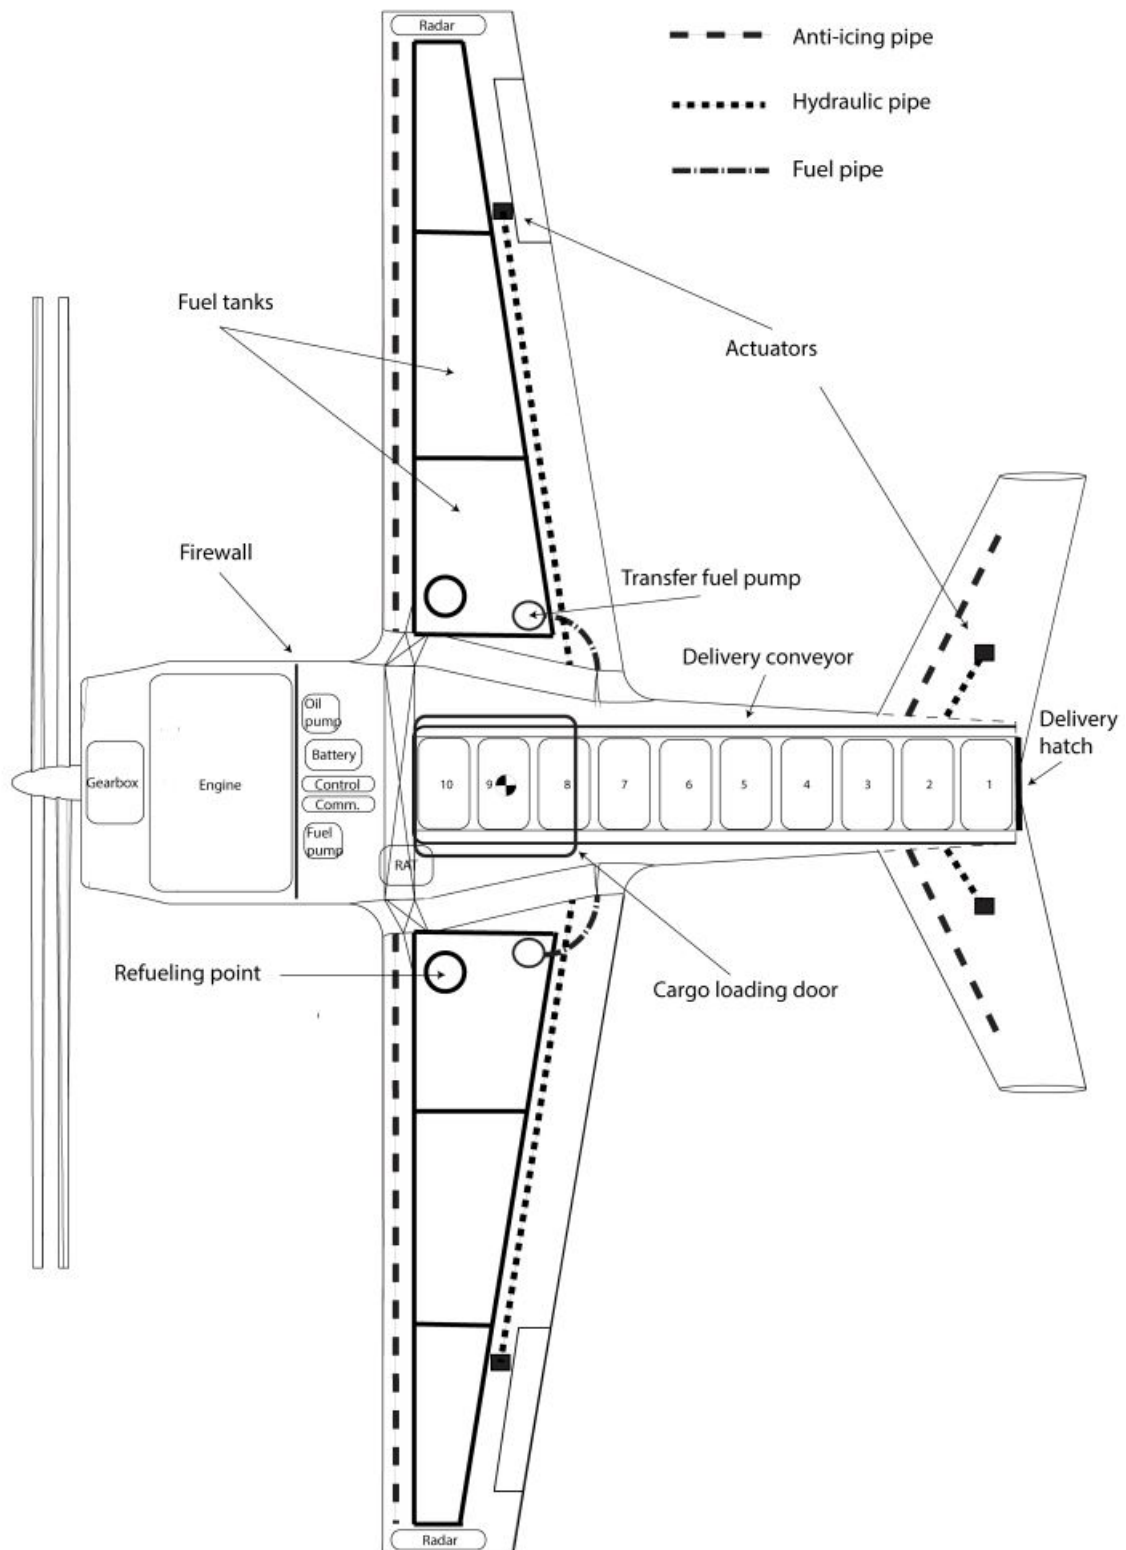 Radar
Anti-icing pipe
Hydraulic pipe
Fuel pipe
Fuel tanks
Actuators
Firewall
Transfer fuel pump
Delivery conveyor
Delivery
hatch
Oil
pump
Battery
Control
Comm.
Fuel
pump
Gearbox
Engine
RAT
10
9
8
7
6
5
4
3
2
1
Refueling point
Cargo loading door
Radar